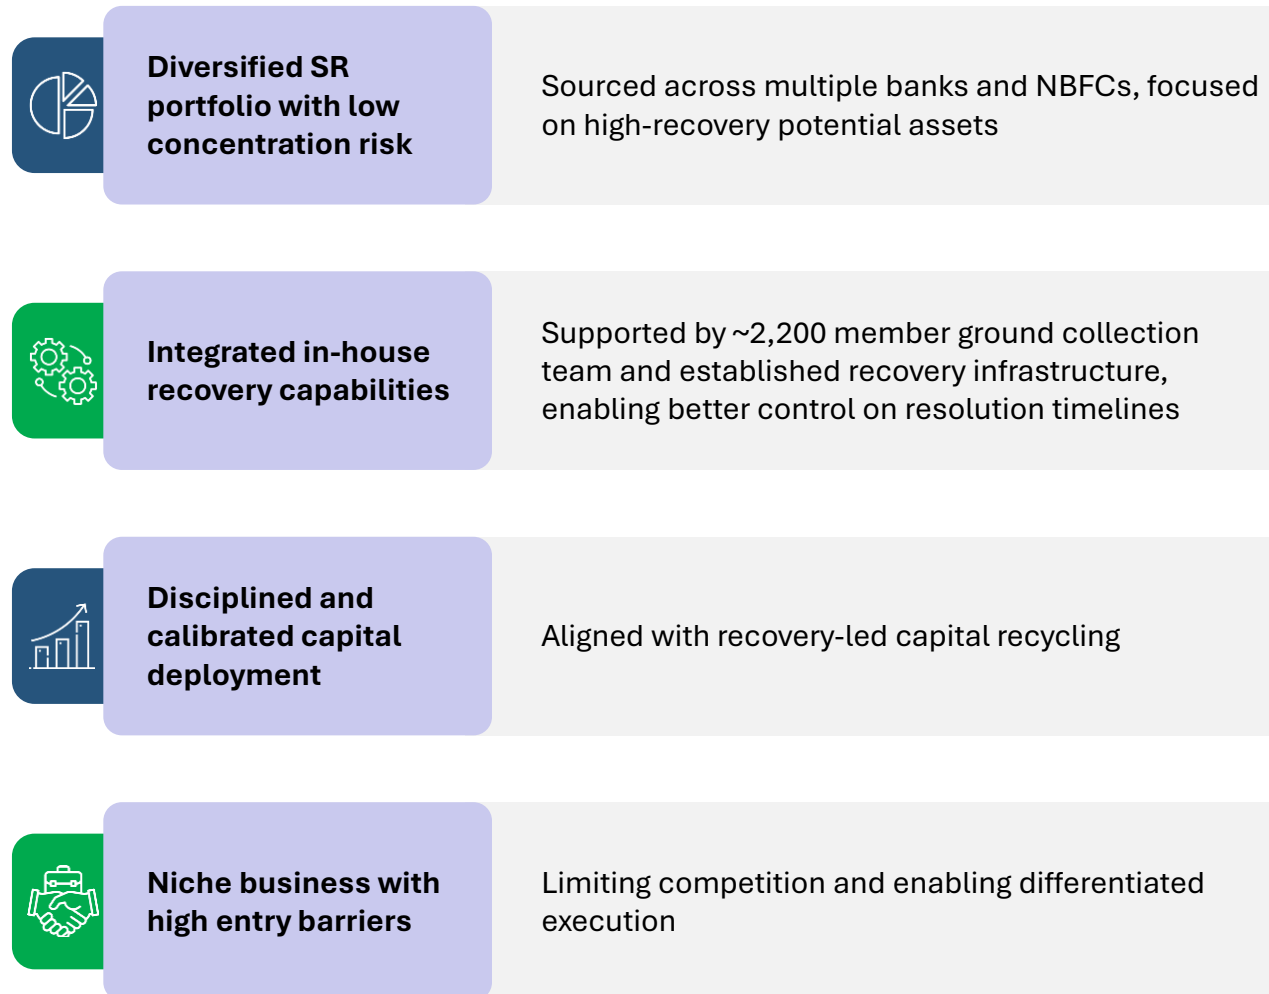 Diversified SR
portfolio with low
concentration risk
Sourced across multiple banks and NBFCs, focused
on high-recovery potential assets
Integrated in-house
recovery capabilities
Supported by ~2,200 member ground collection
team and established recovery infrastructure,
enabling better control on resolution timelines
Disciplined and
calibrated capital
deployment
Aligned with recovery-led capital recycling
Niche business with
high entry barriers
Limiting competition and enabling differentiated
execution